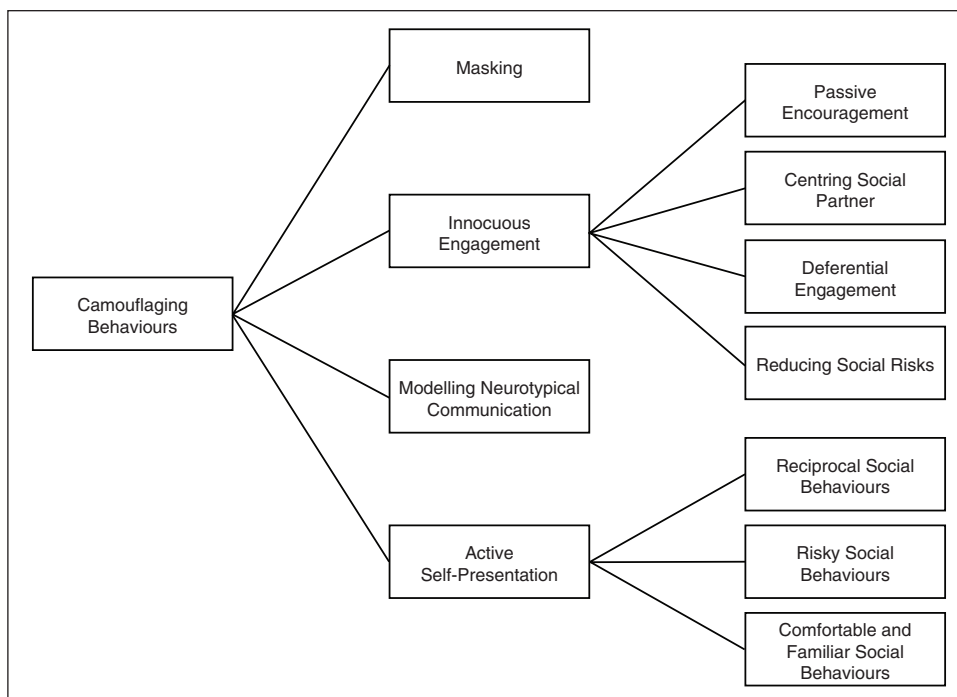 Camouflaging
Behaviours
Masking
Innocuous
Engagement
Modelling Neurotypical
Communication
Active
Self-Presentation
Passive
Encouragement
Centring Social
Partner
Deferential
Engagement
Reducing Social Risks
Reciprocal Social
Behaviours
Risky Social
Behaviours
Comfortable and
Familiar Social
Behaviours